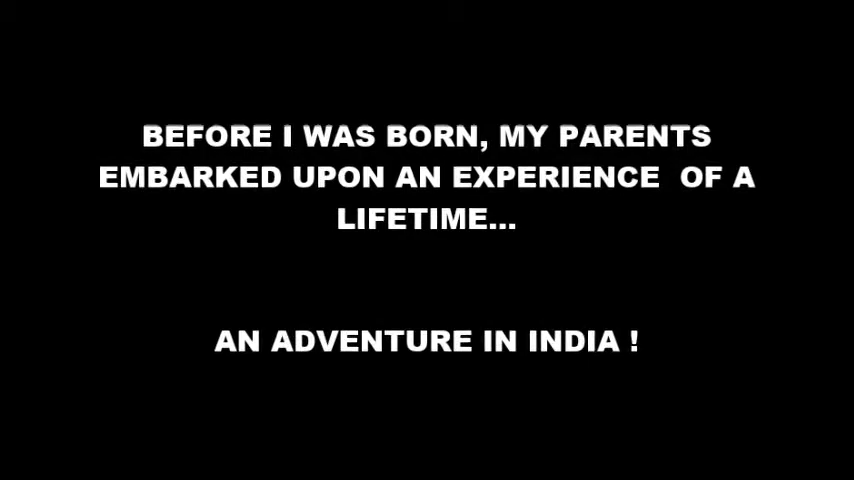 BEFORE I WAS BORN, MY PARENTS
EMBARKED UPON AN EXPERIENCE  OF A
LIFETIME...
AN ADVENTURE IN INDIA !